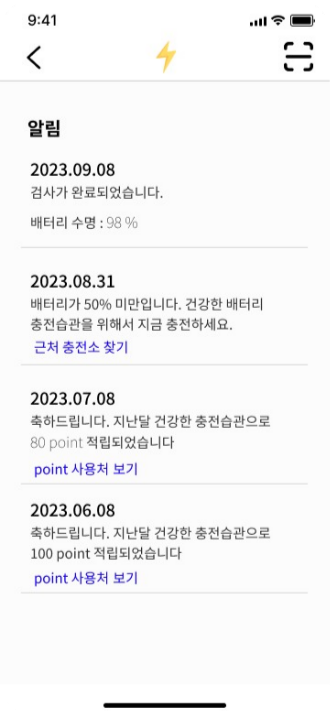 9:41
알림
2023.09.08
검사가 완료되었습니다.
배터리 수명 : 98 %
2023.08.31
배터리가 50% 미만입니다. 건강한 배터리
충전습관을 위해서 지금 충전하세요.
근처 충전소 찾기
2023.07.08
축하드립니다. 지난달 건강한 충전습관으로
80 point 적립되었습니다
point 사용처 보기
2023.06.08
축하드립니다. 지난달 건강한 충전습관으로
100 point 적립되었습니다
point 사용처 보기